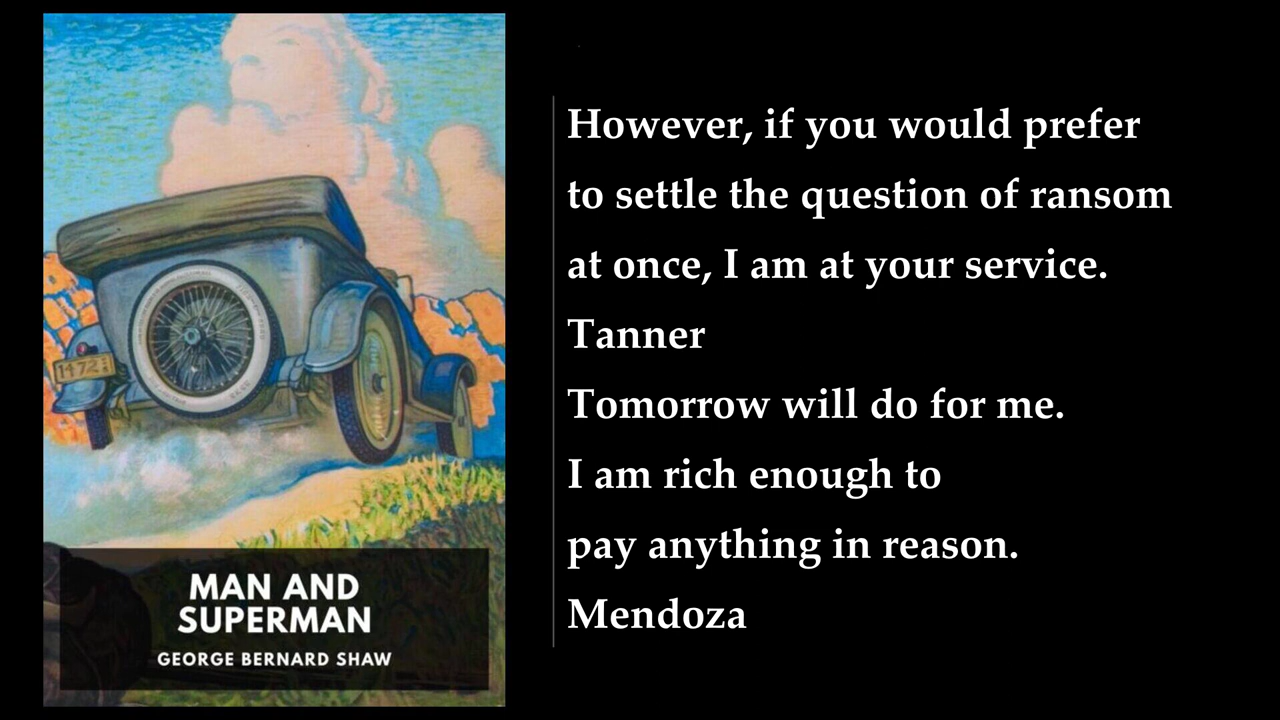 1472
MAN AND
SUPERMAN
GEORGE BERNARD SHAW
However, if you would prefer
to settle the question of ransom
at once, I am at your service.
Tanner
Tomorrow will do for me.
I am rich enough to
pay anything in reason.
Mendoza